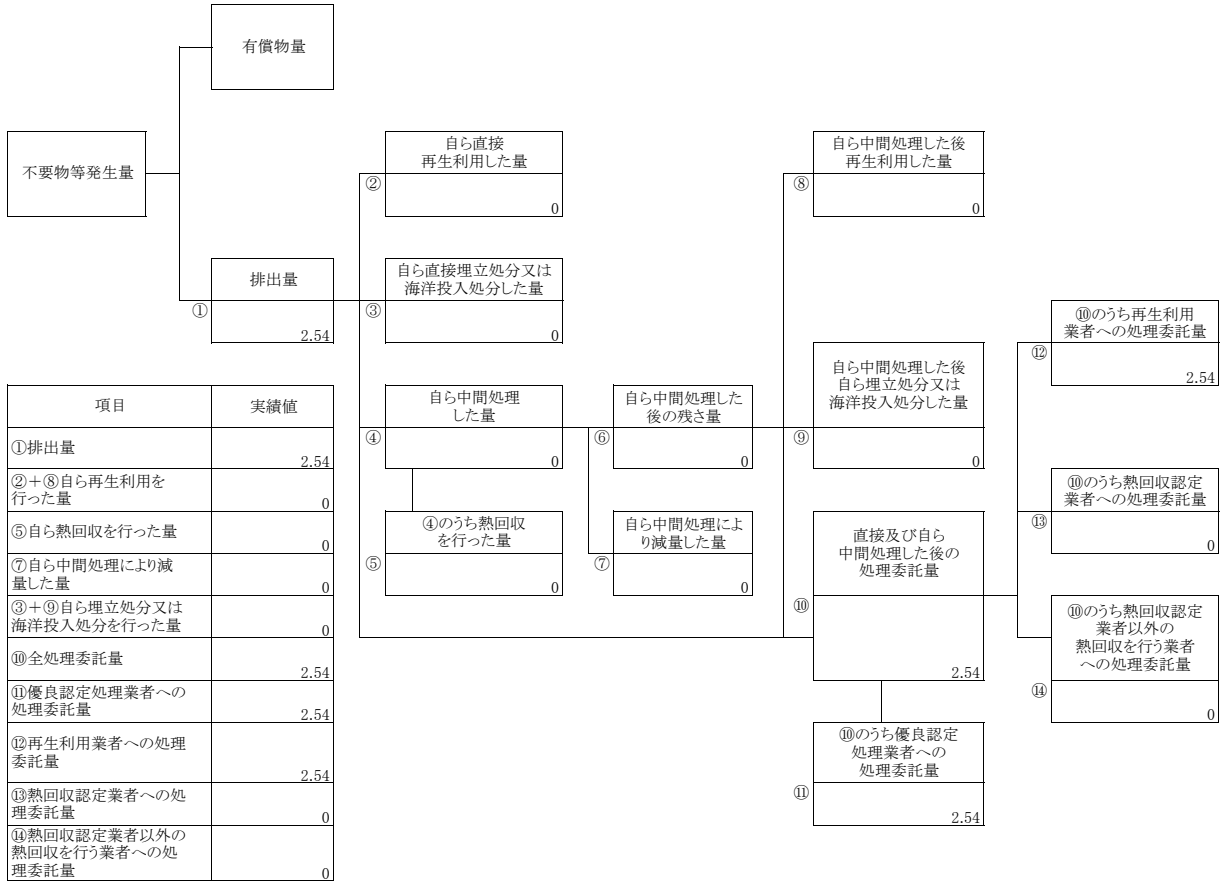 有償物量
不要物等発生量
自ら直接
再生利用した量
②
0
自ら中間処理した後
再生利用した量
⑧
0
排出量
①
2.54
自ら直接埋立処分又は
海洋投入処分した量
③
0
⑩のうち再生利用
業者への処理委託量
⑫
2.54
自ら中間処理した後
自ら埋立処分又は
海洋投入処分した量
⑨
0
自ら中間処理
した量
④
0
自ら中間処理した
後の残さ量
⑥
0
⑩のうち熱回収認定
業者への処理委託量
⑬
0
④のうち熱回収
を行った量
⑤
0
自ら中間処理によ
り減量した量
⑦
0
直接及び自ら
中間処理した後の
処理委託量
⑩
2.54
⑩のうち熱回収認定
業者以外の
熱回収を行う業者
への処理委託量
⑭
0
⑩のうち優良認定
処理業者への
処理委託量
⑪
2.54
項目 実績値
①排出量 2.54
②＋⑧自ら再生利用を
行った量 0
⑤自ら熱回収を行った量 0
⑦自ら中間処理により減
量した量 0
③＋⑨自ら埋立処分又は
海洋投入処分を行った量 0
⑩全処理委託量 2.54
⑪優良認定処理業者への
処理委託量 2.54
⑫再生利用業者への処理
委託量 2.54
⑬熱回収認定業者への処
理委託量 0
⑭熱回収認定業者以外の
熱回収を行う業者への処
理委託量 0